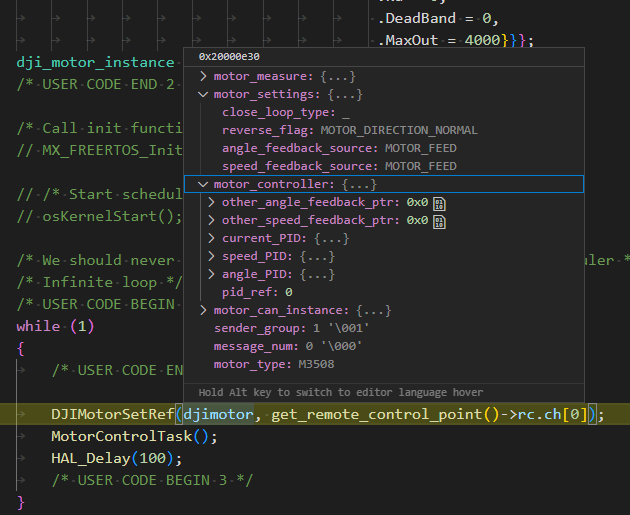 .DeadBand = 0,
.MaxOut = 4000}}};
dji_motor_instance
/* USER CODE END 2
/* Call init functi
// MX_FREERTOS_Init
// /* Start schedul
// osKernelStart();
/* We should never
uler *
/* Infinite loop */
/* USER CODE BEGIN
while (1)
{
/* USER CODE EN
0x20000e30
motor_measure: {...}
motor_settings: {...}
close_loop_type: _
reverse_flag: MOTOR_DIRECTION_NORMAL
angle_feedback_source: MOTOR_FEED
speed_feedback_source: MOTOR_FEED
motor_controller: {...}
other_angle_feedback_ptr: 0x0
other_speed_feedback_ptr: 0x0
current_PID: {...}
speed_PID: {...}
angle_PID: {...}
pid_ref: 0
motor_can_instance: {...}
sender_group: 1 '\001'
message_num: 0 '\000'
motor_type: M3508
Hold Alt key to switch to editor language hover
DJIMotorSetRef(djimotor, get_remote_control_point()->rc.ch[0]);
MotorControlTask();
HAL_Delay(100);
/* USER CODE BEGIN 3 */
}